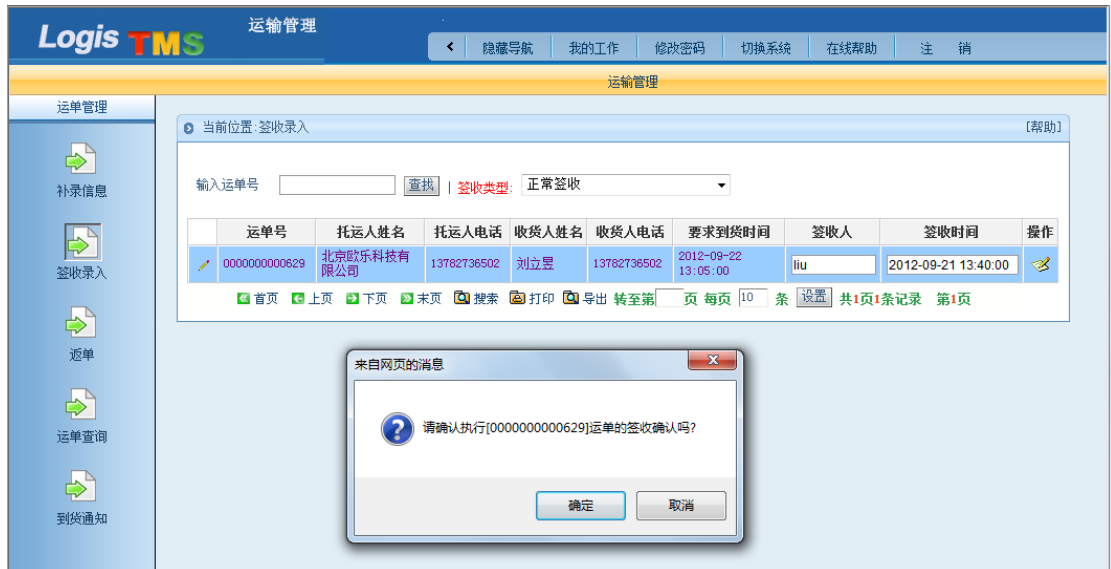 Logis TMS
运输管理
隐藏导航 我的工作 修改密码 切换系统 在线帮助 注 销
运输管理
运单管理
当前位置:签收录入 [帮助]
补录信息
签收录入
返单
运单查询
到货通知
输入运单号 查找 | 签收类型: 正常签收
运单号 托运人姓名 托运人电话 收货人姓名 收货人电话 要求到货时间 签收人 签收时间 操作
0000000000629 北京欧乐科技有限公司 13782736502 刘立昱 13782736502 2012-09-22 13:05:00 liu 2012-09-21 13:40:00
首页 上页 下页 末页 搜索 打印 导出 转至第 页 每页 10 条 设置 共1页1条记录 第1页
来自网页的消息
请确认执行[0000000000629]运单的签收确认吗?
确定 取消